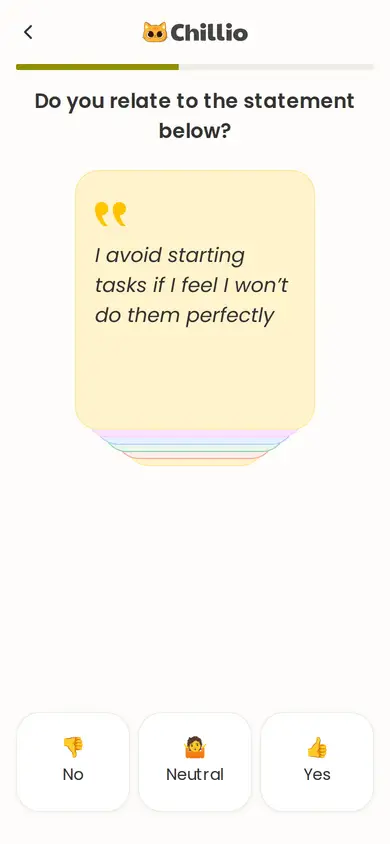 Chillio
Do you relate to the statement
below?
I avoid starting
tasks if I feel I won’t
do them perfectly
No
Neutral
Yes